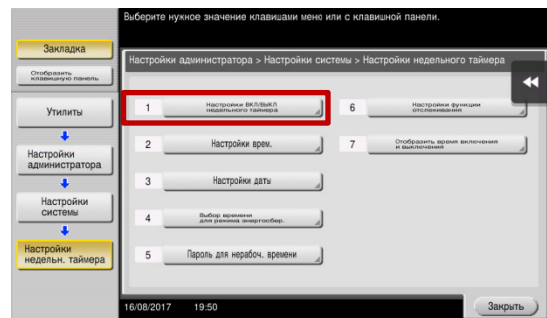 Выберите нужное значение клавишами меню или с клавишной панели.
Закладка
Отобразить
клавишную панель
Утилиты
Настройки
администратора
Настройки
системы
Настройки
недельн. таймера
Настройки администратора > Настройки системы > Настройки недельного таймера
1 Настройки ВКЛ/ВЫКЛ
недельного таймера
6 Настройки функции
отслеживания
2 Настройки врем.
7 Отобразить время включения
и выключения
3 Настройки даты
4 Выбор времени
для режима энергосбер.
5 Пароль для нерабоч. времени
16/08/2017 19:50
Закрыть